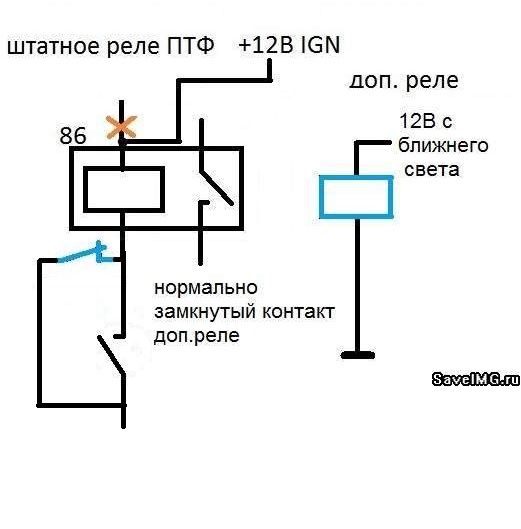 штатное реле ПТФ +12В IGN
доп. реле
86
12В с
ближнего
света
нормально
замкнутый контакт
доп.реле
SaveIMG.ru